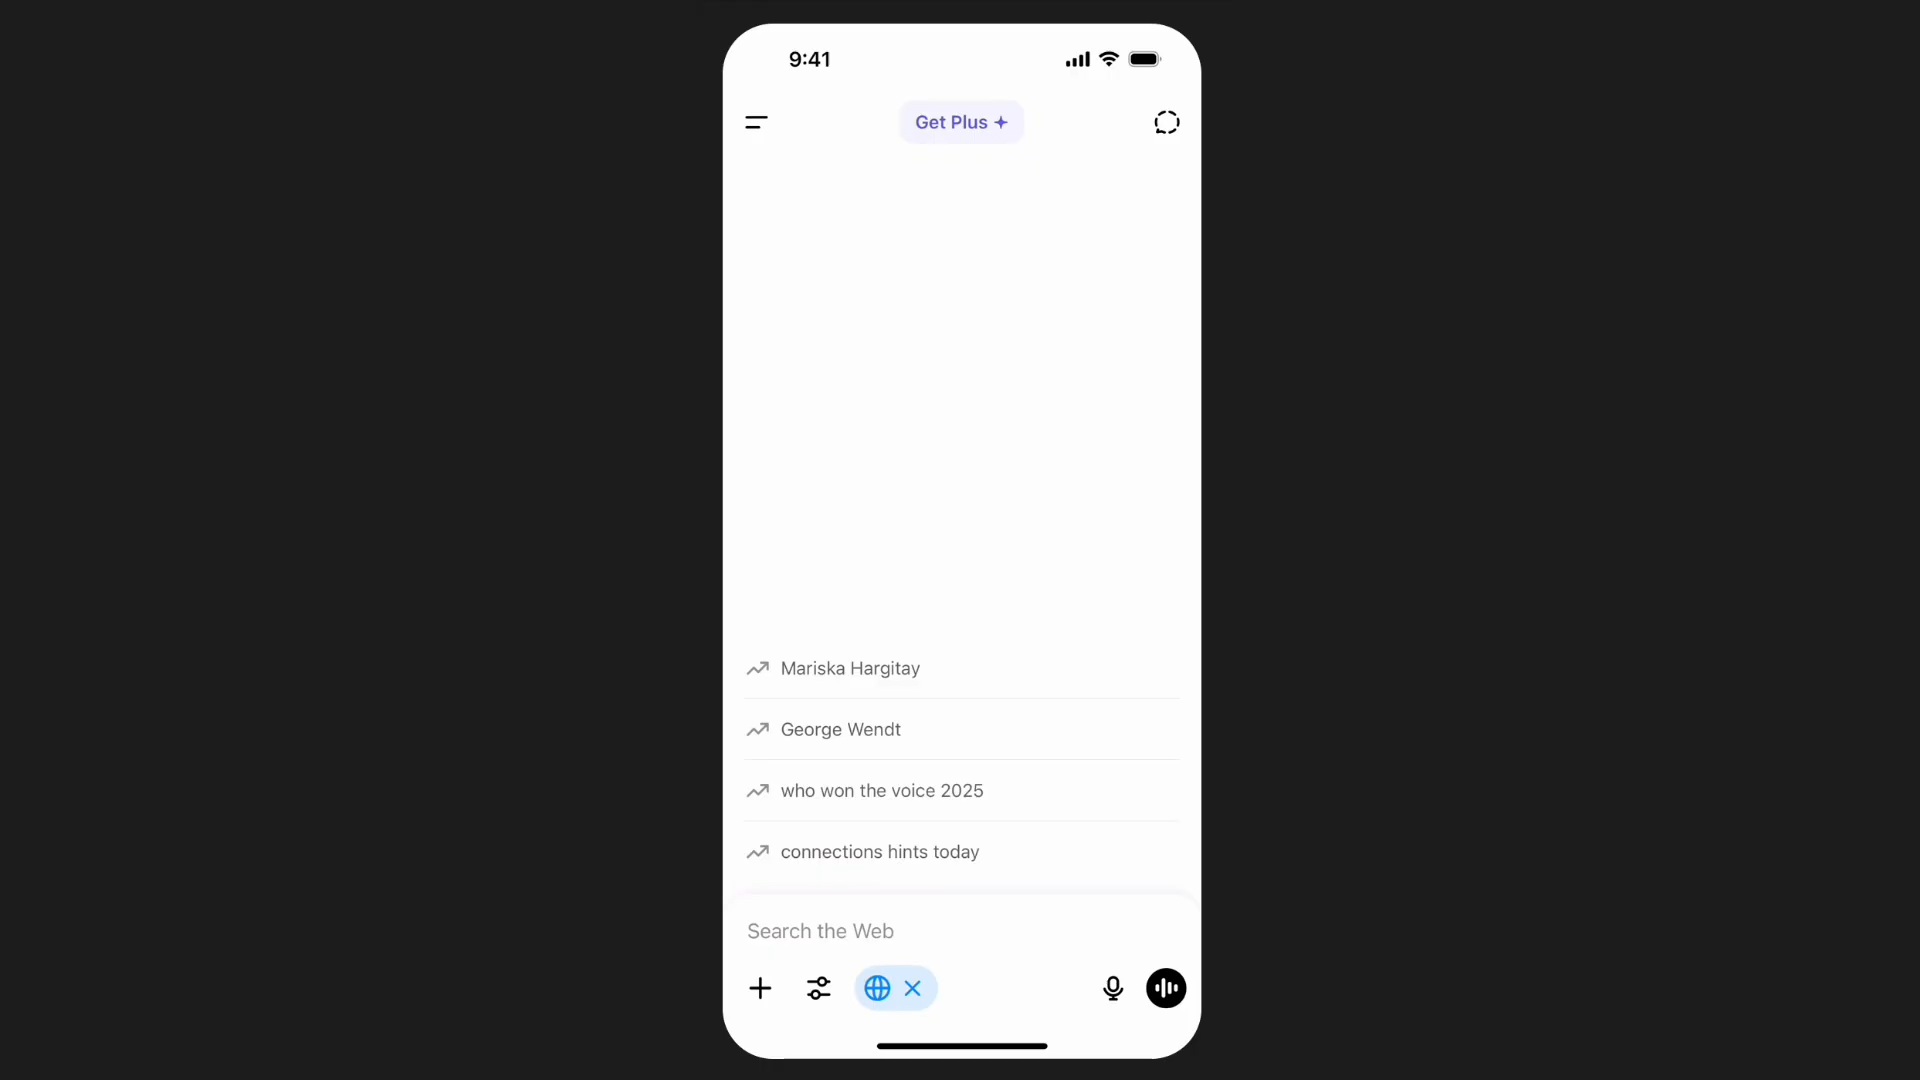 9:41
Get Plus
Mariska Hargitay
George Wendt
who won the voice 2025
connections hints today
Search the Web